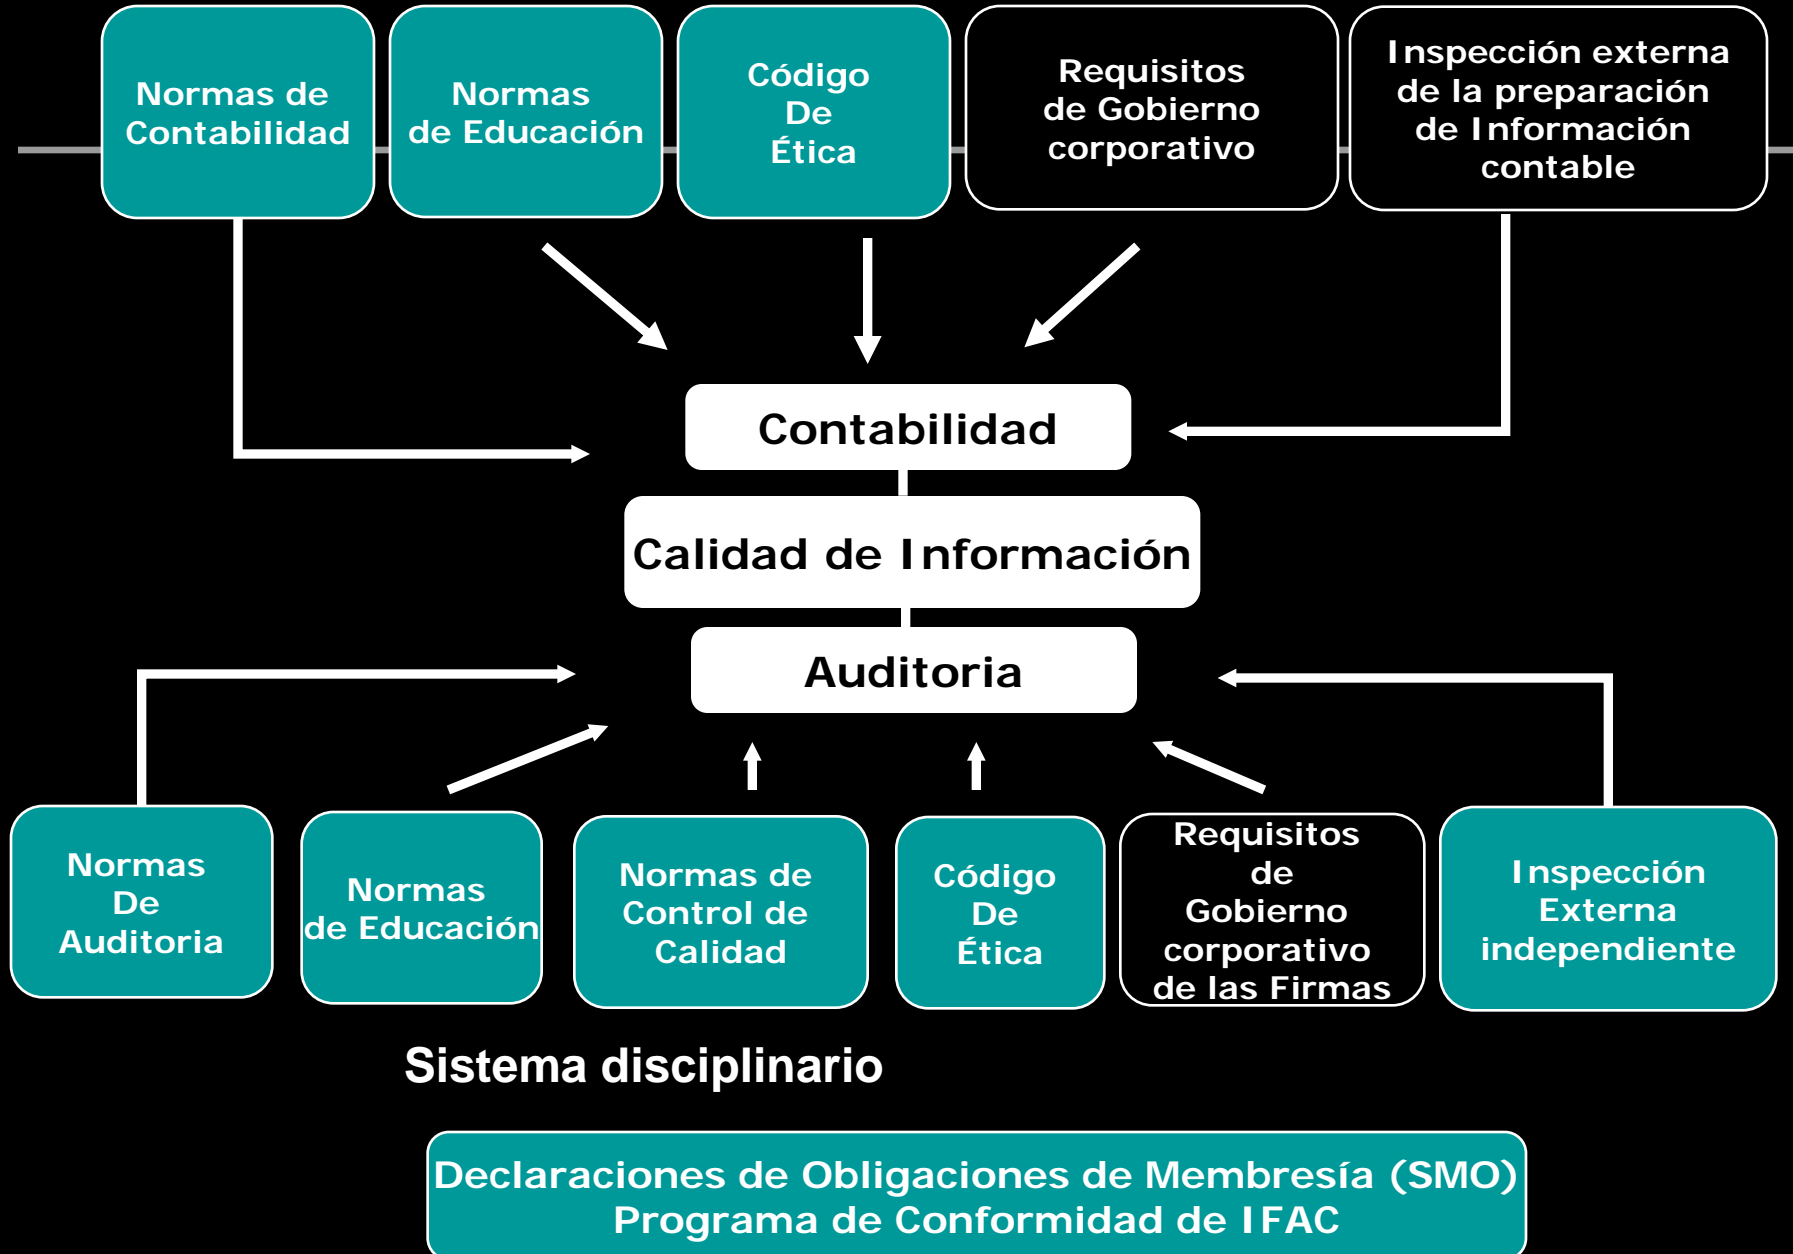 Normas de
Contabilidad
Normas
de Educación
Código
De
Ética
Requisitos
de Gobierno
corporativo
Inspección externa
de la preparación
de Información
contable
Contabilidad
Calidad de Información
Auditoria
Normas
De
Auditoria
Normas
de Educación
Normas de
Control de
Calidad
Código
De
Ética
Requisitos
de
Gobierno
corporativo
de las Firmas
Inspección
Externa
independiente
Sistema disciplinario
Declaraciones de Obligaciones de Membresía (SMO)
Programa de Conformidad de IFAC